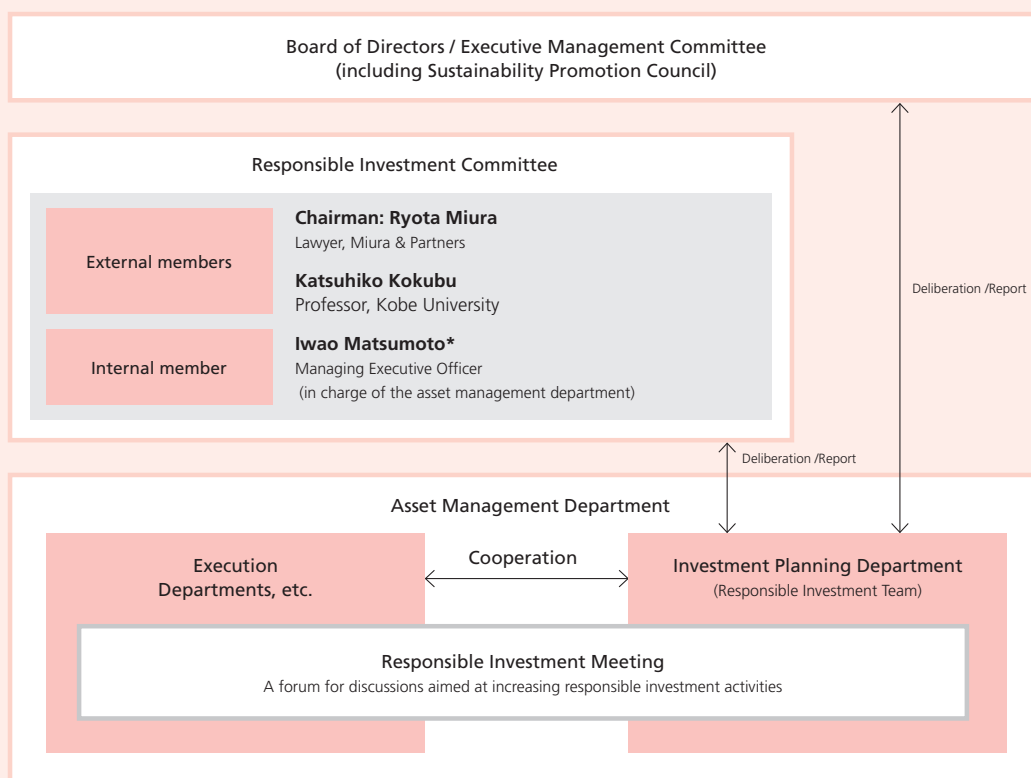 Board of Directors / Executive Management Committee
(including Sustainability Promotion Council)
Responsible Investment Committee
External members
Chairman: Ryota Miura
Lawyer, Miura & Partners
Katsuhiko Kokubu
Professor, Kobe University
Internal member
Iwao Matsumoto*
Managing Executive Officer
(in charge of the asset management department)
Deliberation /Report
Deliberation /Report
Asset Management Department
Execution
Departments, etc.
Cooperation
Investment Planning Department
(Responsible Investment Team)
Responsible Investment Meeting
A forum for discussions aimed at increasing responsible investment activities